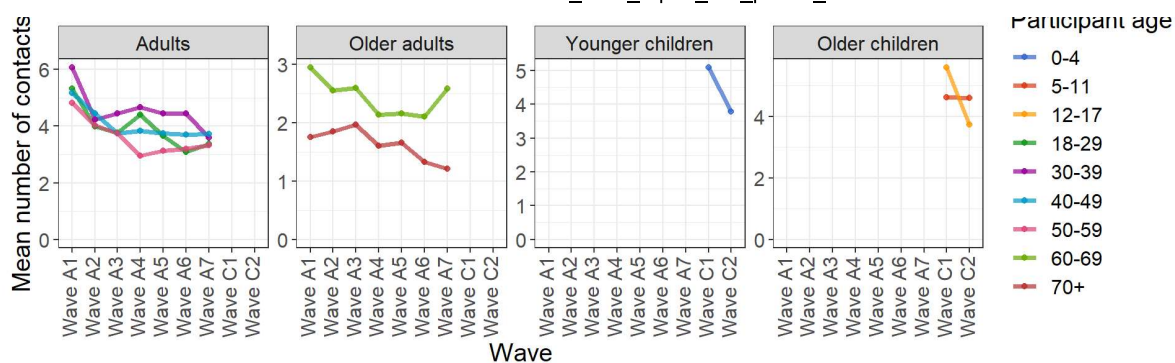 Participant age
Adults
Older adults
Younger children
Older children
0-4
5-11
12-17
18-29
30-39
40-49
50-59
60-69
70+
Mean number of contacts
6
4
2
0
3
2
1
0
5
4
3
2
1
0
4
2
0
Wave A1
Wave A2
Wave A3
Wave A4
Wave A5
Wave A6
Wave A7
Wave C1
Wave C2
Wave A1
Wave A2
Wave A3
Wave A4
Wave A5
Wave A6
Wave A7
Wave C1
Wave C2
Wave A1
Wave A2
Wave A3
Wave A4
Wave A5
Wave A6
Wave A7
Wave C1
Wave C2
Wave A1
Wave A2
Wave A3
Wave A4
Wave A5
Wave A6
Wave A7
Wave C1
Wave C2
Wave